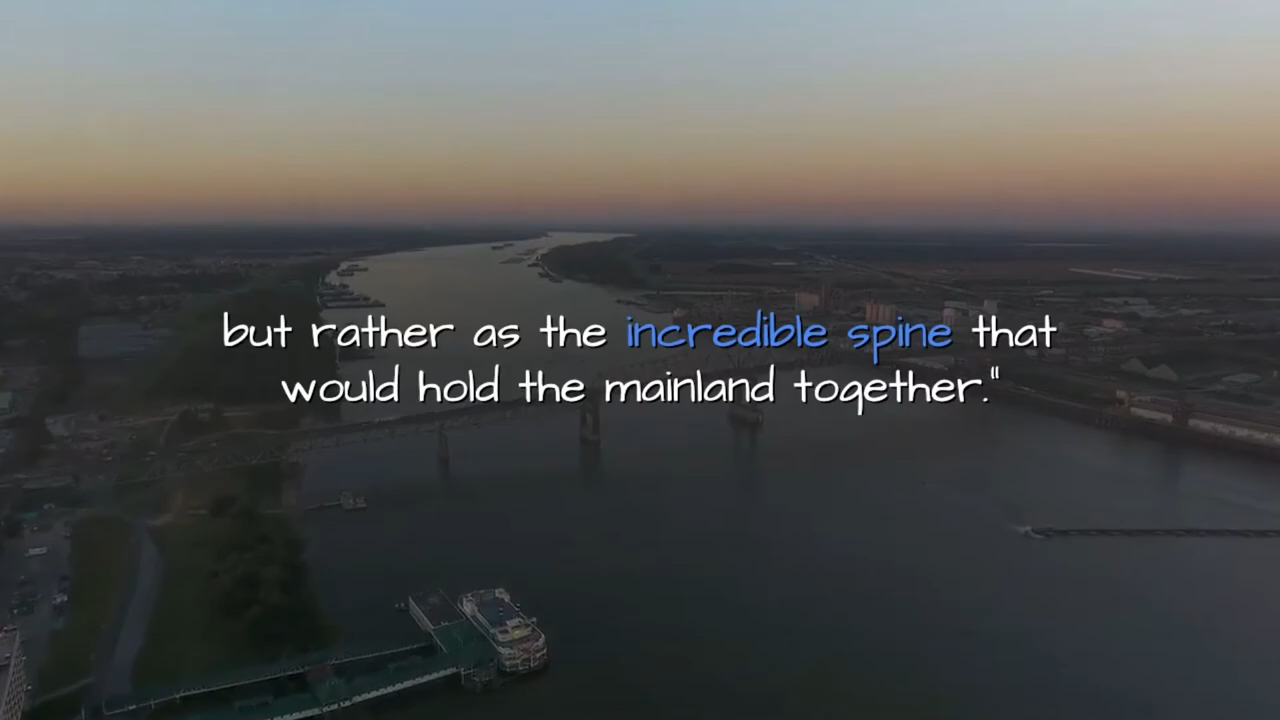 but rather as the incredible spine that
would hold the mainland together."